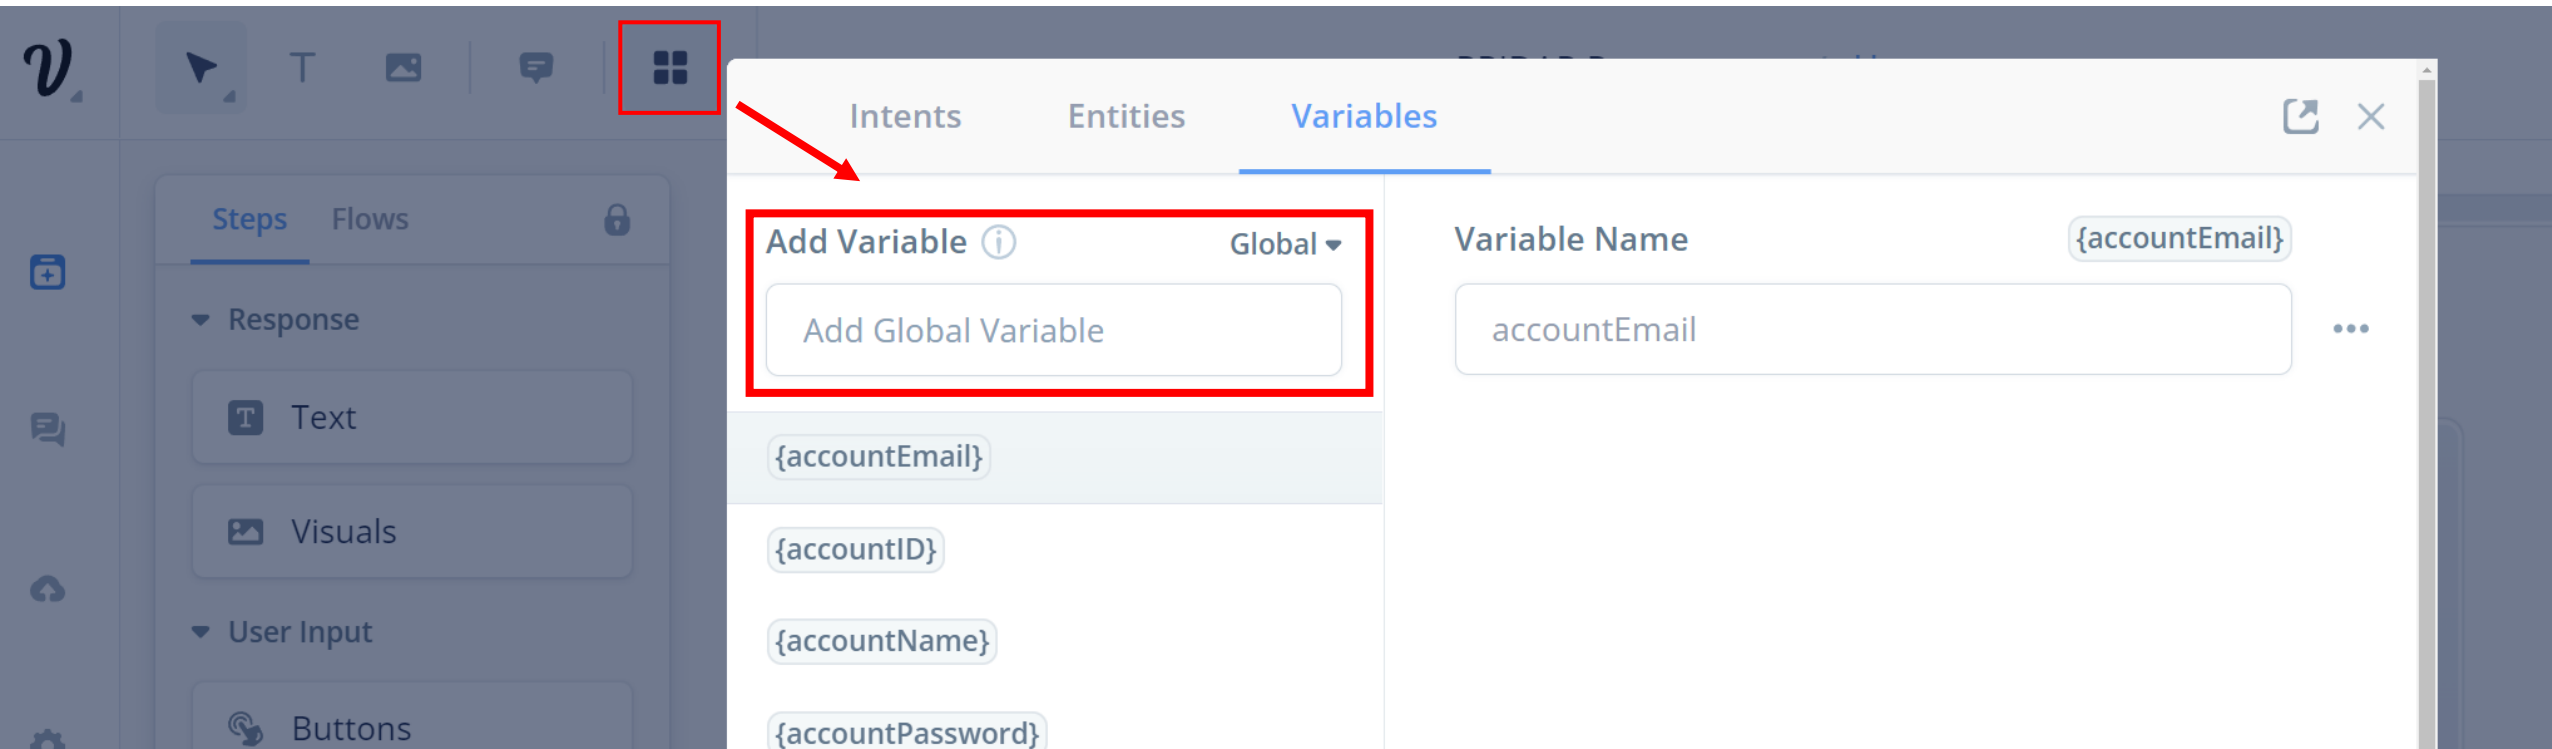 Intents Entities Variables
Steps Flows
Add Variable Global
Variable Name {accountEmail}
Response
Add Global Variable
accountEmail
Text
{accountEmail}
Visuals
{accountID}
User Input
{accountName}
Buttons
{accountPassword}